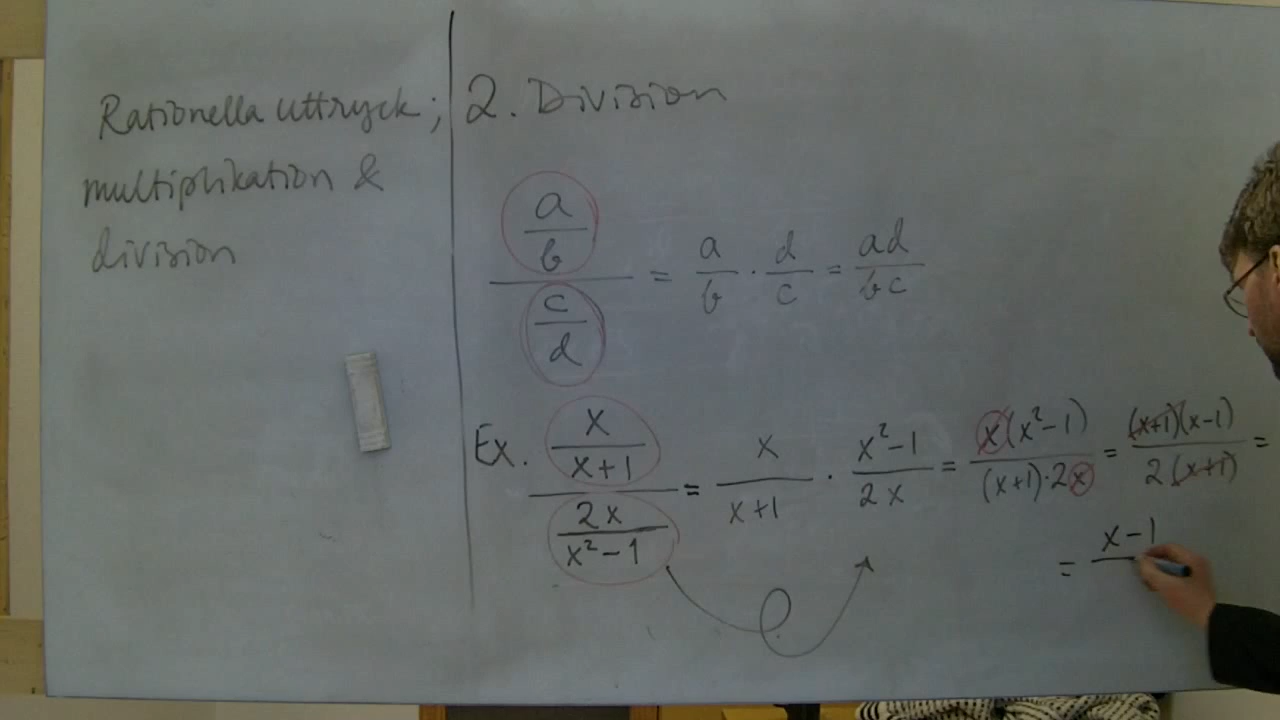 Rationella uttryck;
multiplikation &
division
2. Division
a/b / c/d = a/b · d/c = ad/bc
Ex. x/x+1 / 2x/x²-1 = x/x+1 · x²-1/2x = x(x²-1)/(x+1)·2x = (x+1)(x-1)/2(x+1) =
= x-1